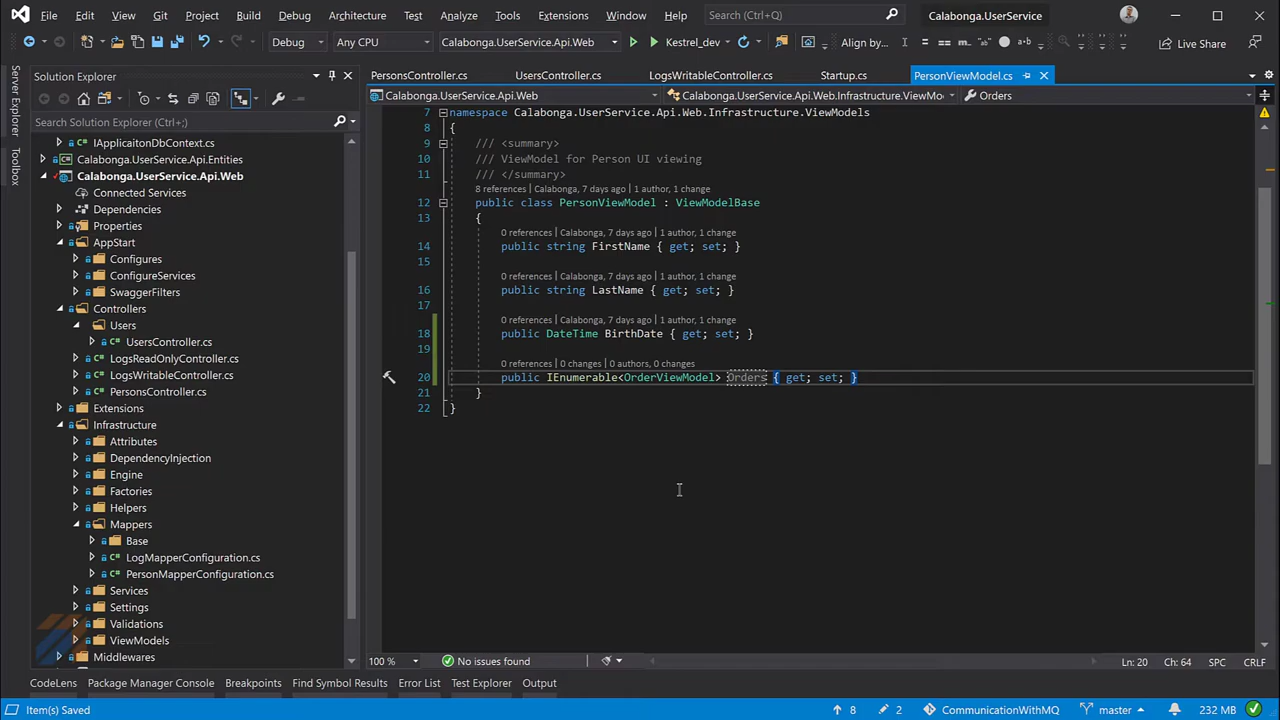 File Edit View Git Project Build Debug Architecture Test Analyze Tools Extensions Window Help Search (Ctrl+Q) Calabonga.UserService
Debug Any CPU Calabonga.UserService.Api.Web Kestrel_dev Align by... Live Share
Server Explorer
Toolbox
Solution Explorer
Search Solution Explorer (Ctrl+;)
IApplicaitonDbContext.cs
Calabonga.UserService.Api.Entities
Calabonga.UserService.Api.Web
Connected Services
Dependencies
Properties
AppStart
Configures
ConfigureServices
SwaggerFilters
Controllers
Users
UsersController.cs
LogsReadOnlyController.cs
LogsWritableController.cs
PersonsController.cs
Extensions
Infrastructure
Attributes
DependencyInjection
Engine
Factories
Helpers
Mappers
Base
LogMapperConfiguration.cs
PersonMapperConfiguration.cs
Services
Settings
Validations
ViewModels
Middlewares
PersonsController.cs UsersController.cs LogsWritableController.cs Startup.cs PersonViewModel.cs
Calabonga.UserService.Api.Web Calabonga.UserService.Api.Web.Infrastructure.ViewMo Orders
7 namespace Calabonga.UserService.Api.Web.Infrastructure.ViewModels
8 {
9 /// <summary>
10 /// ViewModel for Person UI viewing
11 /// </summary>
8 references | Calabonga, 7 days ago | 1 author, 1 change
12 public class PersonViewModel : ViewModelBase
13 {
0 references | Calabonga, 7 days ago | 1 author, 1 change
14 public string FirstName { get; set; }
15
0 references | Calabonga, 7 days ago | 1 author, 1 change
16 public string LastName { get; set; }
17
0 references | Calabonga, 7 days ago | 1 author, 1 change
18 public DateTime BirthDate { get; set; }
19
0 references | 0 changes | 0 authors, 0 changes
20 public IEnumerable<OrderViewModel> Orders { get; set; }
21 }
22 }
100 % No issues found Ln: 20 Ch: 64 SPC CRLF
CodeLens Package Manager Console Breakpoints Find Symbol Results Error List Test Explorer Output
Item(s) Saved 8 2 CommunicationWithMQ master 232 MB